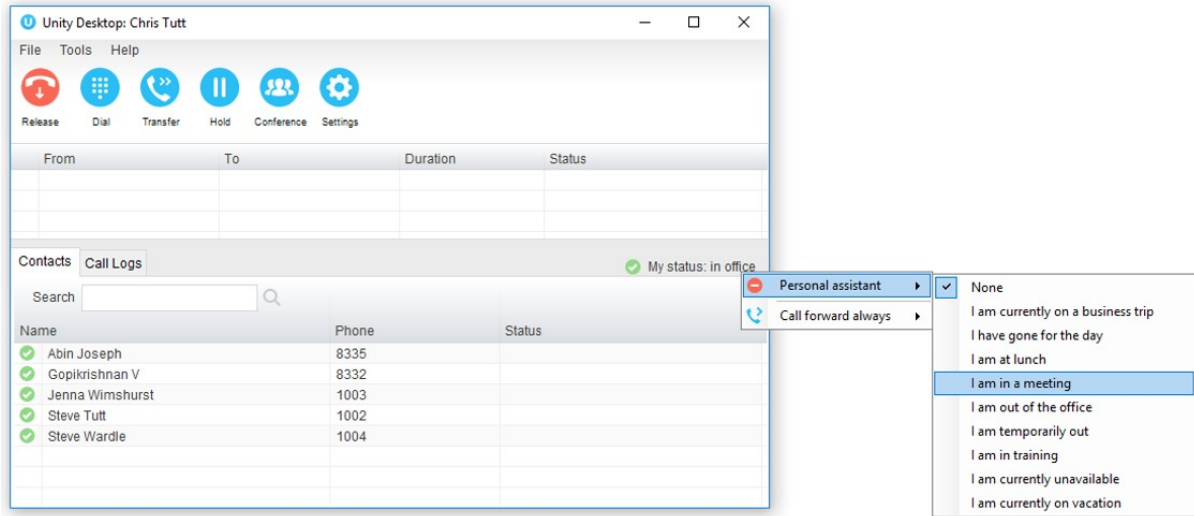 Unity Desktop: Chris Tutt
File Tools Help
Release Dial Transfer Hold Conference Settings
From To Duration Status
Contacts Call Logs My status: in office
Search
Name Phone Status
Abin Joseph 8335
Gopikrishnan V 8332
Jenna Wimshurst 1003
Steve Tutt 1002
Steve Wardle 1004
Personal assistant
Call forward always
None
I am currently on a business trip
I have gone for the day
I am at lunch
I am in a meeting
I am out of the office
I am temporarily out
I am in training
I am currently unavailable
I am currently on vacation